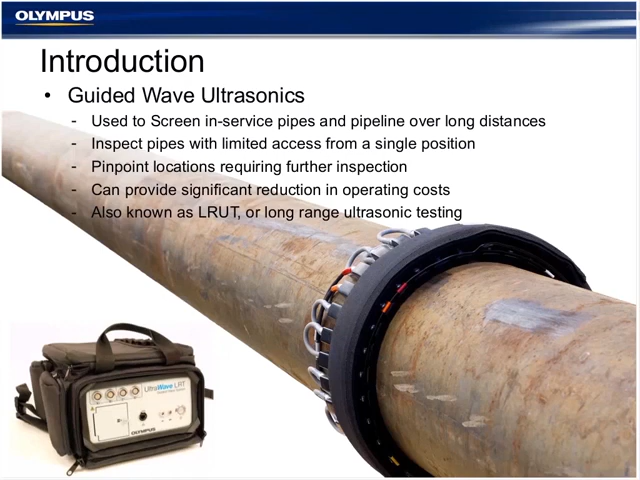 OLYMPUS
Introduction
• Guided Wave Ultrasonics
- Used to Screen in-service pipes and pipeline over long distances
- Inspect pipes with limited access from a single position
- Pinpoint locations requiring further inspection
- Can provide significant reduction in operating costs
- Also known as LRUT, or long range ultrasonic testing
UltraWave LRT
OLYMPUS